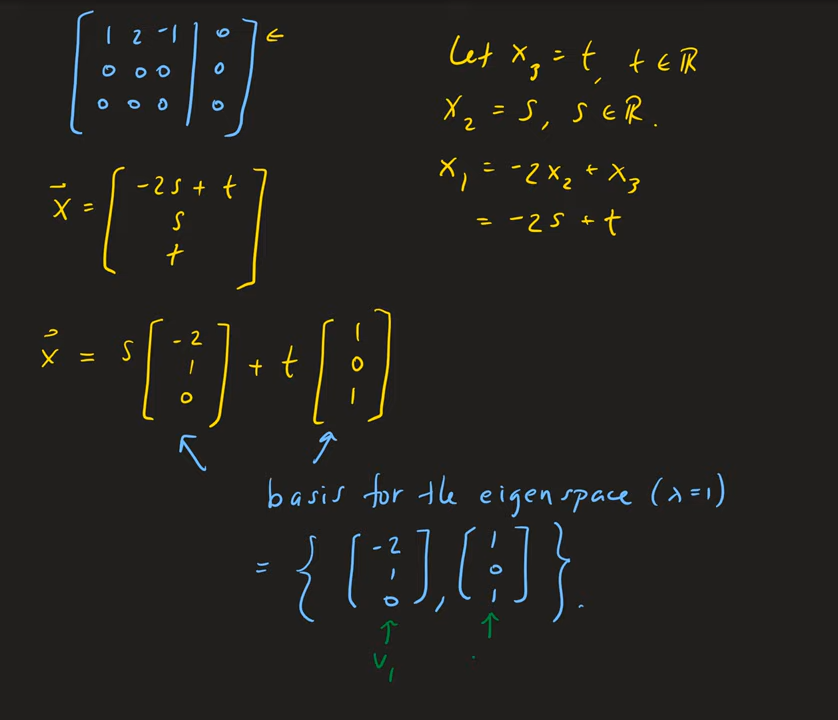 [ 1 2 -1 | 0 ] ←
[ 0 0 0 | 0 ]
[ 0 0 0 | 0 ]
Let x₃ = t, t ∈ ℝ
x₂ = s, s ∈ ℝ.
x₁ = -2x₂ + x₃
= -2s + t
x⃗ = [ -2s + t
s
t ]
x⃗ = s [ -2 1 0 ] + t [ 1 0 1 ]
basis for the eigenspace (λ=1)
= { [ -2 1 0 ], [ 1 0 1 ] }.
↑ ↑
v₁